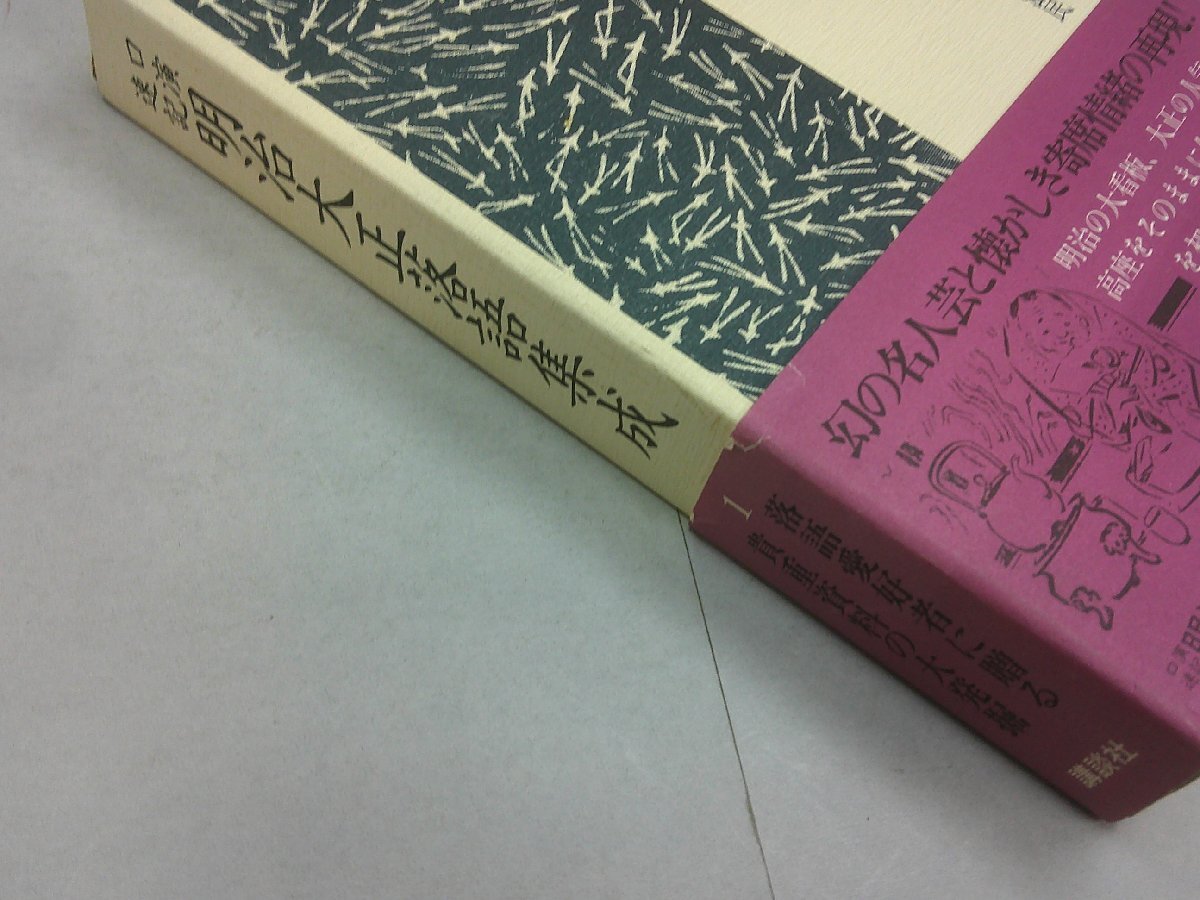 口演
速記
明治大正落語集成
1
落語愛好者に贈る
貴重資料の大発掘
講談社
幻の名人芸と懐かしき寄席情緒の再現!
明治の大看板、大正の人
高座をそのままに
を